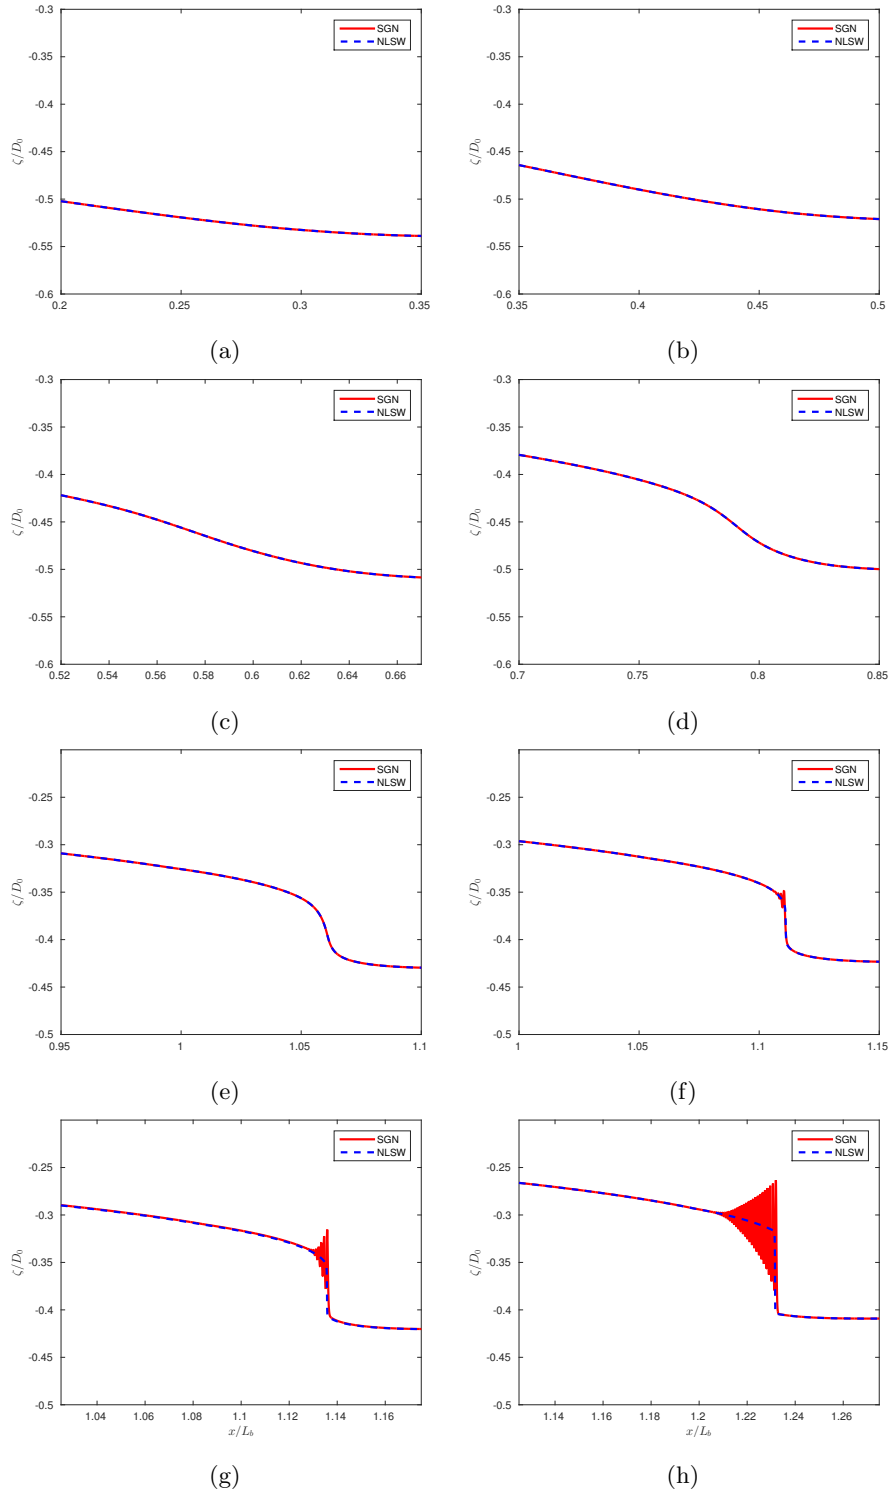 -0.3
-0.35
-0.4
-0.45
-0.5
-0.55
-0.6
ζ/D₀
SGN
NLSW
0.2 0.25 0.3 0.35
(a)
-0.3
-0.35
-0.4
-0.45
-0.5
-0.55
-0.6
ζ/D₀
SGN
NLSW
0.35 0.4 0.45 0.5
(b)
-0.3
-0.35
-0.4
-0.45
-0.5
-0.55
-0.6
ζ/D₀
SGN
NLSW
0.52 0.54 0.56 0.58 0.6 0.62 0.64 0.66
(c)
-0.3
-0.35
-0.4
-0.45
-0.5
-0.55
-0.6
ζ/D₀
SGN
NLSW
0.7 0.75 0.8 0.85
(d)
-0.25
-0.3
-0.35
-0.4
-0.45
-0.5
ζ/D₀
SGN
NLSW
0.95 1 1.05 1.1
(e)
-0.25
-0.3
-0.35
-0.4
-0.45
-0.5
ζ/D₀
SGN
NLSW
1 1.05 1.1 1.15
(f)
-0.25
-0.3
-0.35
-0.4
-0.45
-0.5
ζ/D₀
SGN
NLSW
1.04 1.06 1.08 1.1 1.12 1.14 1.16
x/L_b
(g)
-0.25
-0.3
-0.35
-0.4
-0.45
-0.5
ζ/D₀
SGN
NLSW
1.14 1.16 1.18 1.2 1.22 1.24 1.26
x/L_b
(h)